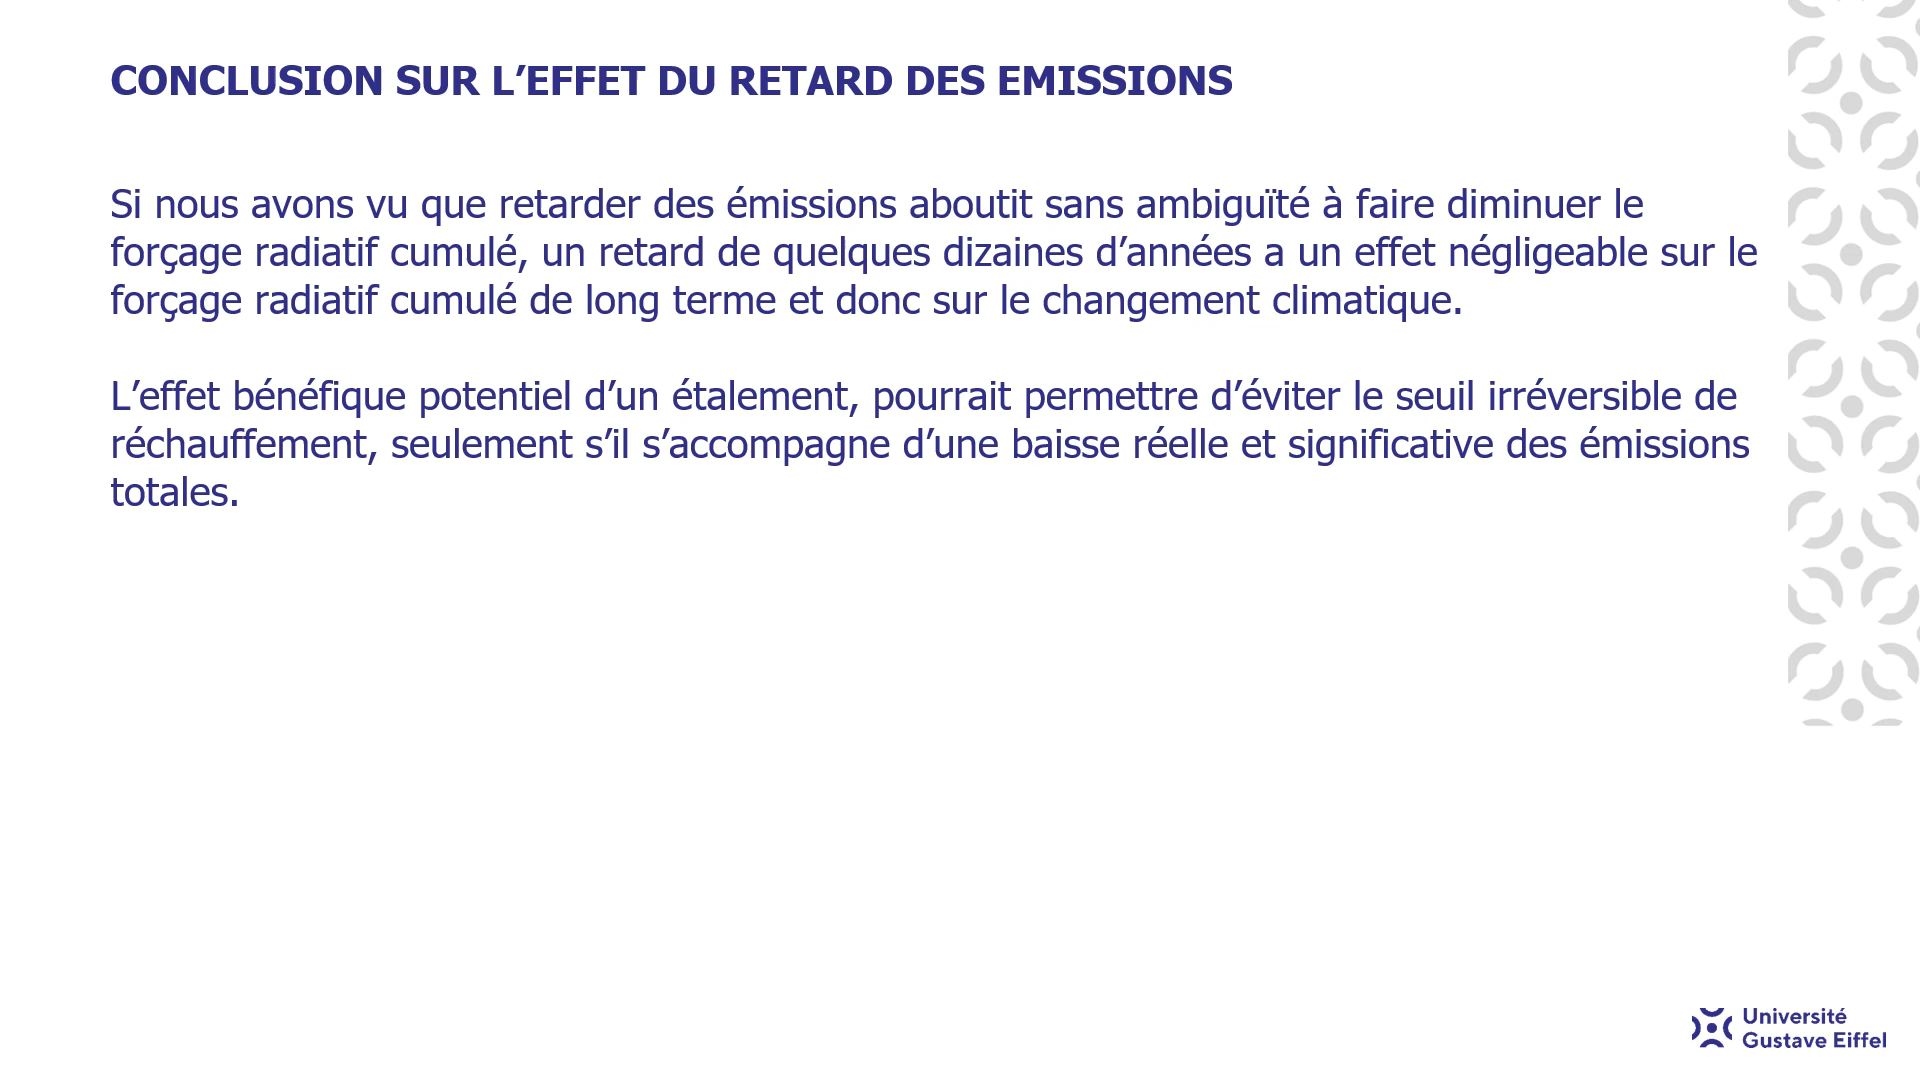 CONCLUSION SUR L’EFFET DU RETARD DES EMISSIONS
Si nous avons vu que retarder des émissions aboutit sans ambiguïté à faire diminuer le
forçage radiatif cumulé, un retard de quelques dizaines d’années a un effet négligeable sur le
forçage radiatif cumulé de long terme et donc sur le changement climatique.
L’effet bénéfique potentiel d’un étalement, pourrait permettre d’éviter le seuil irréversible de
réchauffement, seulement s’il s’accompagne d’une baisse réelle et significative des émissions
totales.
Université
Gustave Eiffel